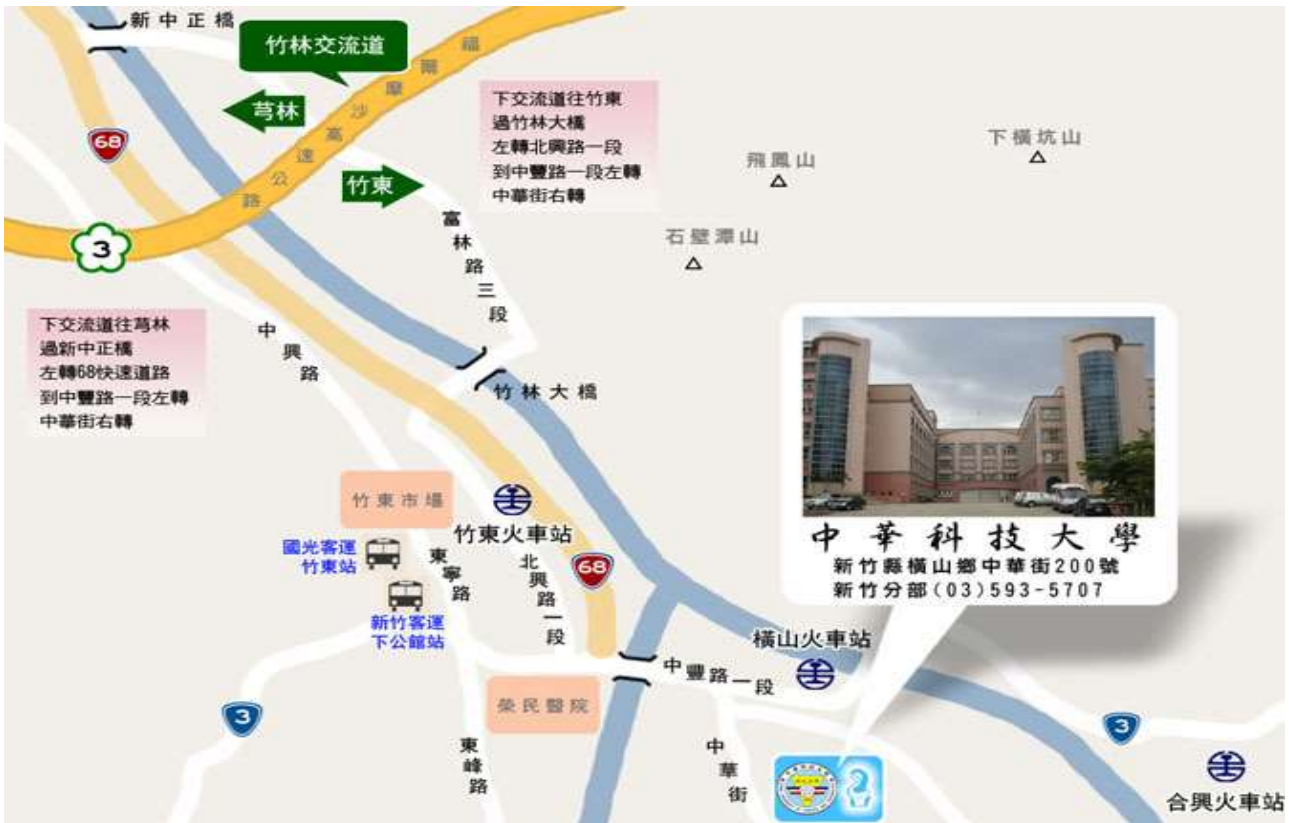 新中正橋
竹林交流道
福爾摩沙高速公路
芎林
68
竹東
下交流道往竹東
過竹林大橋
左轉北興路一段
到中豐路一段左轉
中華街右轉
飛鳳山
下橫坑山
石壁潭山
3
富林路三段
下交流道往芎林
過新中正橋
左轉68快速道路
到中豐路一段左轉
中華街右轉
中興路
竹林大橋
竹東市場
竹東火車站
國光客運
竹東站
東寧路
北興路一段
68
新竹客運
下公館站
中華科技大學
新竹縣橫山鄉中華街200號
新竹分部(03)593-5707
橫山火車站
中豐路一段
榮民醫院
3
東峰路
中華街
3
合興火車站